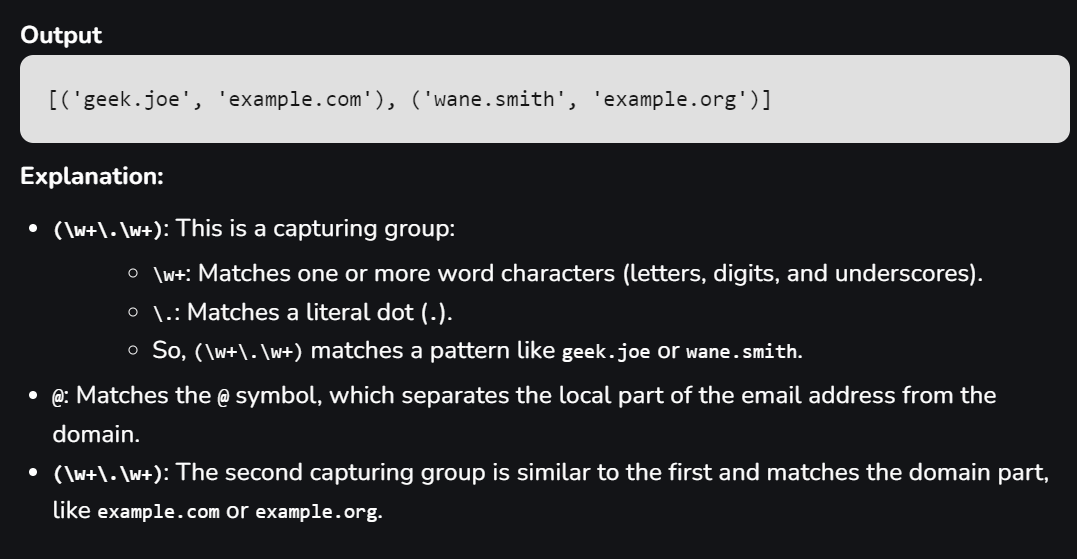 Output
[('geek.joe', 'example.com'), ('wane.smith', 'example.org')]
Explanation:
• (\w+\.\w+): This is a capturing group:
○ \w+: Matches one or more word characters (letters, digits, and underscores).
○ \.: Matches a literal dot (.).
○ So, (\w+\.\w+) matches a pattern like geek.joe or wane.smith.
• @: Matches the @ symbol, which separates the local part of the email address from the
domain.
• (\w+\.\w+): The second capturing group is similar to the first and matches the domain part,
like example.com or example.org.